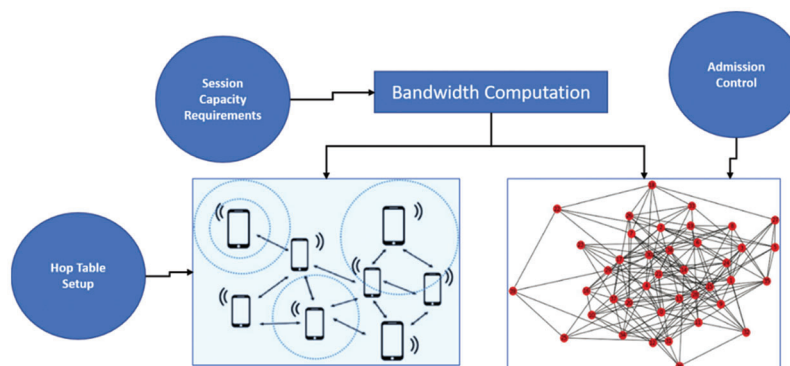 Session
Capacity
Requirements
Bandwidth Computation
Admission
Control
Hop Table
Setup